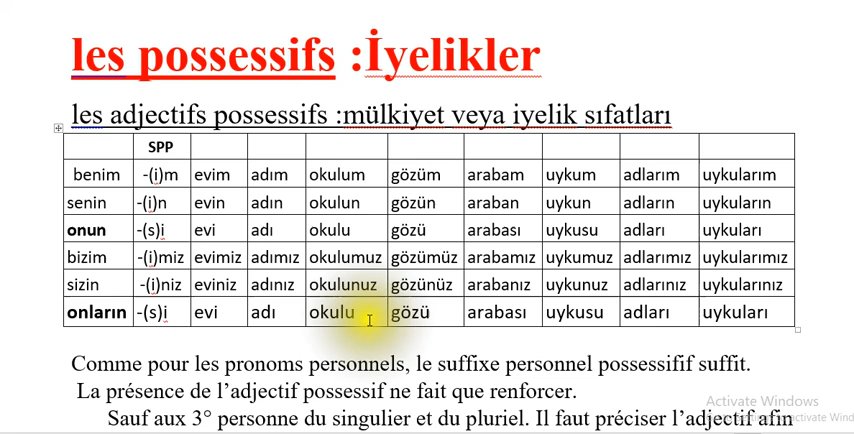 les possessifs :İyelikler
les adjectifs possessifs :mülkiyet veya iyelik sıfatları
SPP
benim -(i)m evim adım okulum gözüm arabam uykum adlarım uykularım
senin -(i)n evin adın okulun gözün araban uykun adların uykuların
onun -(s)i evi adı okulu gözü arabası uykusu adları uykuları
bizim -(i)miz evimiz adımız okulumuz gözümüz arabamız uykumuz adlarımız uykularımız
sizin -(i)niz eviniz adınız okulunuz gözünüz arabanız uykunuz adlarınız uykularınız
onların -(s)i evi adı okulu gözü arabası uykusu adları uykuları
Comme pour les pronoms personnels, le suffixe personnel possessifif suffit.
La présence de l’adjectif possessif ne fait que renforcer.
Sauf aux 3° personne du singulier et du pluriel. Il faut préciser l’adjectif afin
Activate Windows
activate Wind